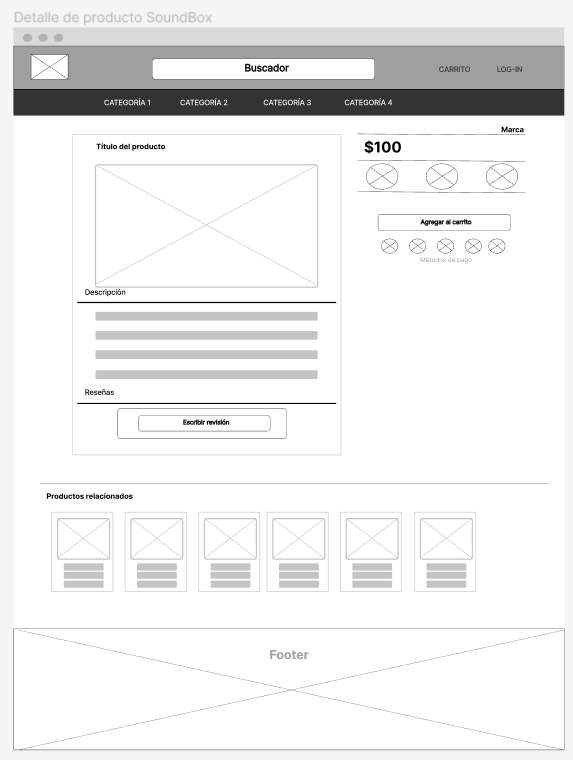 Detalle de producto SoundBox
Buscador
CARRITO
LOG-IN
CATEGORÍA 1
CATEGORÍA 2
CATEGORÍA 3
CATEGORÍA 4
Título del producto
Marca
$100
Agregar al carrito
Métodos de pago
Descripción
Reseñas
Escribir revisión
Productos relacionados
Footer